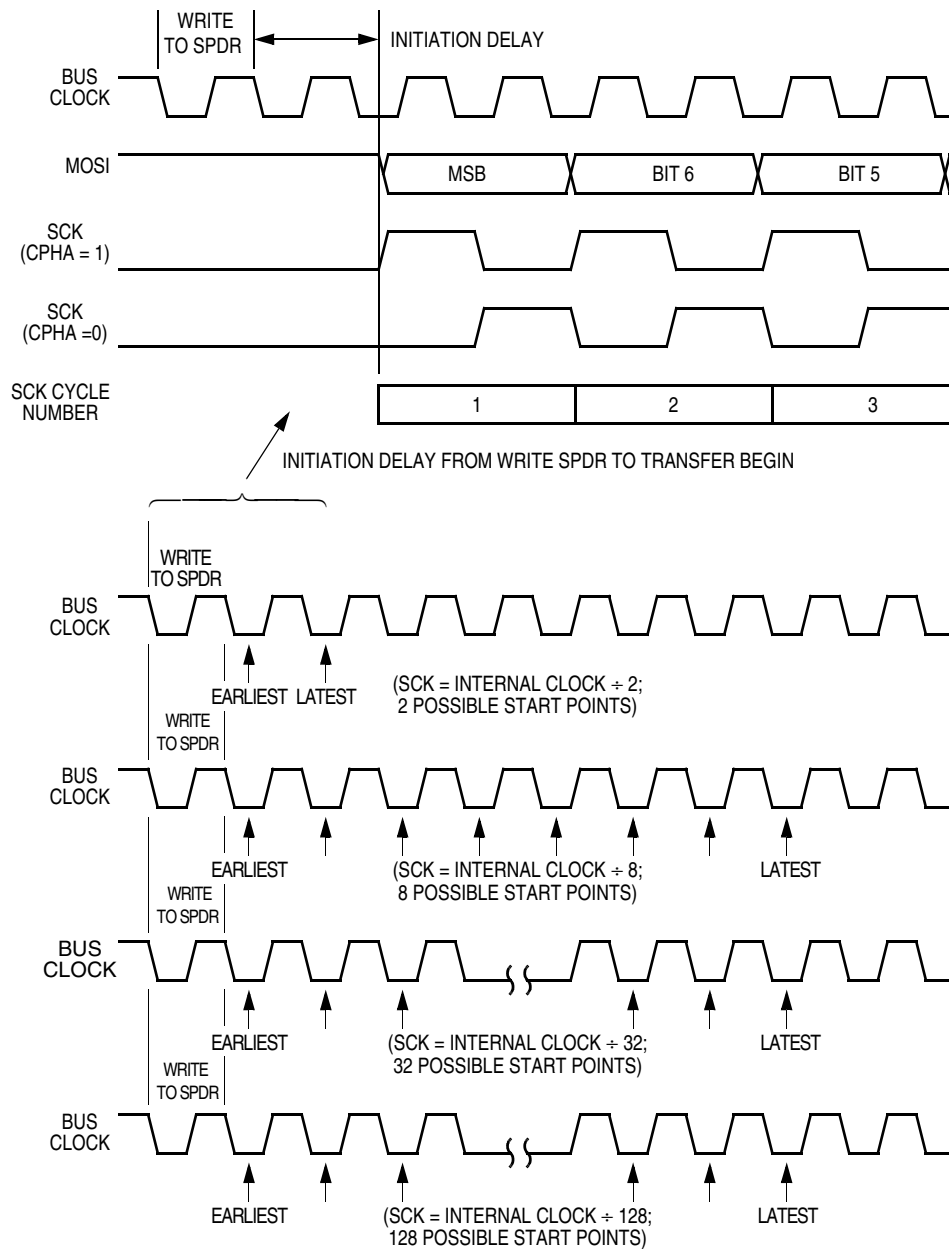 WRITE
TO SPDR
INITIATION DELAY
BUS
CLOCK
MOSI
MSB
BIT 6
BIT 5
SCK
(CPHA = 1)
SCK
(CPHA =0)
SCK CYCLE
NUMBER
1
2
3
INITIATION DELAY FROM WRITE SPDR TO TRANSFER BEGIN
WRITE
TO SPDR
BUS
CLOCK
EARLIEST
LATEST
(SCK = INTERNAL CLOCK ÷ 2;
2 POSSIBLE START POINTS)
WRITE
TO SPDR
BUS
CLOCK
EARLIEST
(SCK = INTERNAL CLOCK ÷ 8;
8 POSSIBLE START POINTS)
LATEST
WRITE
TO SPDR
BUS
CLOCK
EARLIEST
(SCK = INTERNAL CLOCK ÷ 32;
32 POSSIBLE START POINTS)
LATEST
WRITE
TO SPDR
BUS
CLOCK
EARLIEST
(SCK = INTERNAL CLOCK ÷ 128;
128 POSSIBLE START POINTS)
LATEST